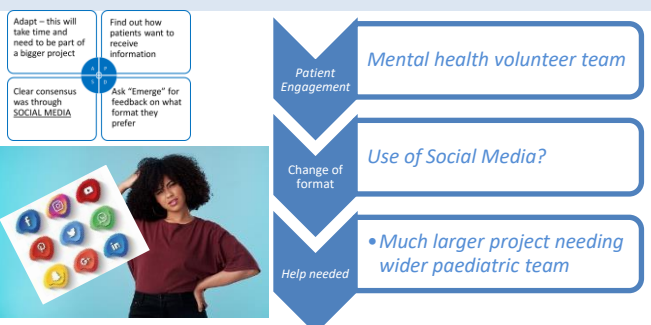 Adapt – this will
take time and
need to be part of
a bigger project
Find out how
patients want to
receive
information
A P
S D
Clear consensus
was through
SOCIAL MEDIA
Ask "Emerge" for
feedback on what
format they
prefer
Patient
Engagement
Mental health volunteer team
Change of
format
Use of Social Media?
Help needed
•Much larger project needing
wider paediatric team